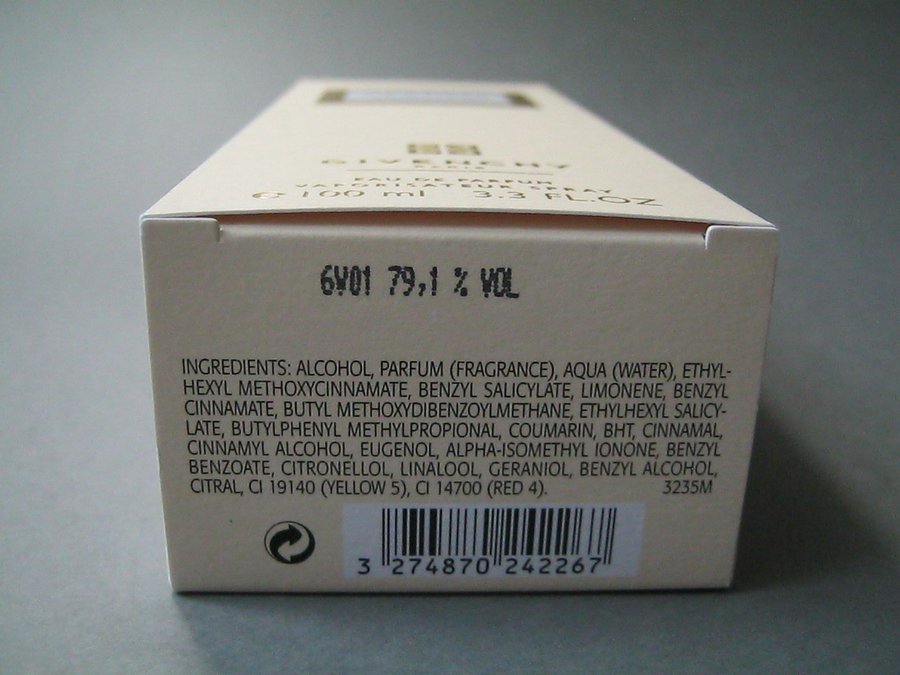 GIVENCHY
PARIS
EAU DE PARFUM
VAPORISATEUR SPRAY
℮ 100 ml 3.3 FL.OZ
6V01 79,1 % VOL
INGREDIENTS: ALCOHOL, PARFUM (FRAGRANCE), AQUA (WATER), ETHYL-
HEXYL METHOXYCINNAMATE, BENZYL SALICYLATE, LIMONENE, BENZYL
CINNAMATE, BUTYL METHOXYDIBENZOYLMETHANE, ETHYLHEXYL SALICY-
LATE, BUTYLPHENYL METHYLPROPIONAL, COUMARIN, BHT, CINNAMAL,
CINNAMYL ALCOHOL, EUGENOL, ALPHA-ISOMETHYL IONONE, BENZYL
BENZOATE, CITRONELLOL, LINALOOL, GERANIOL, BENZYL ALCOHOL,
CITRAL, CI 19140 (YELLOW 5), CI 14700 (RED 4). 3235M
3 274870 242267